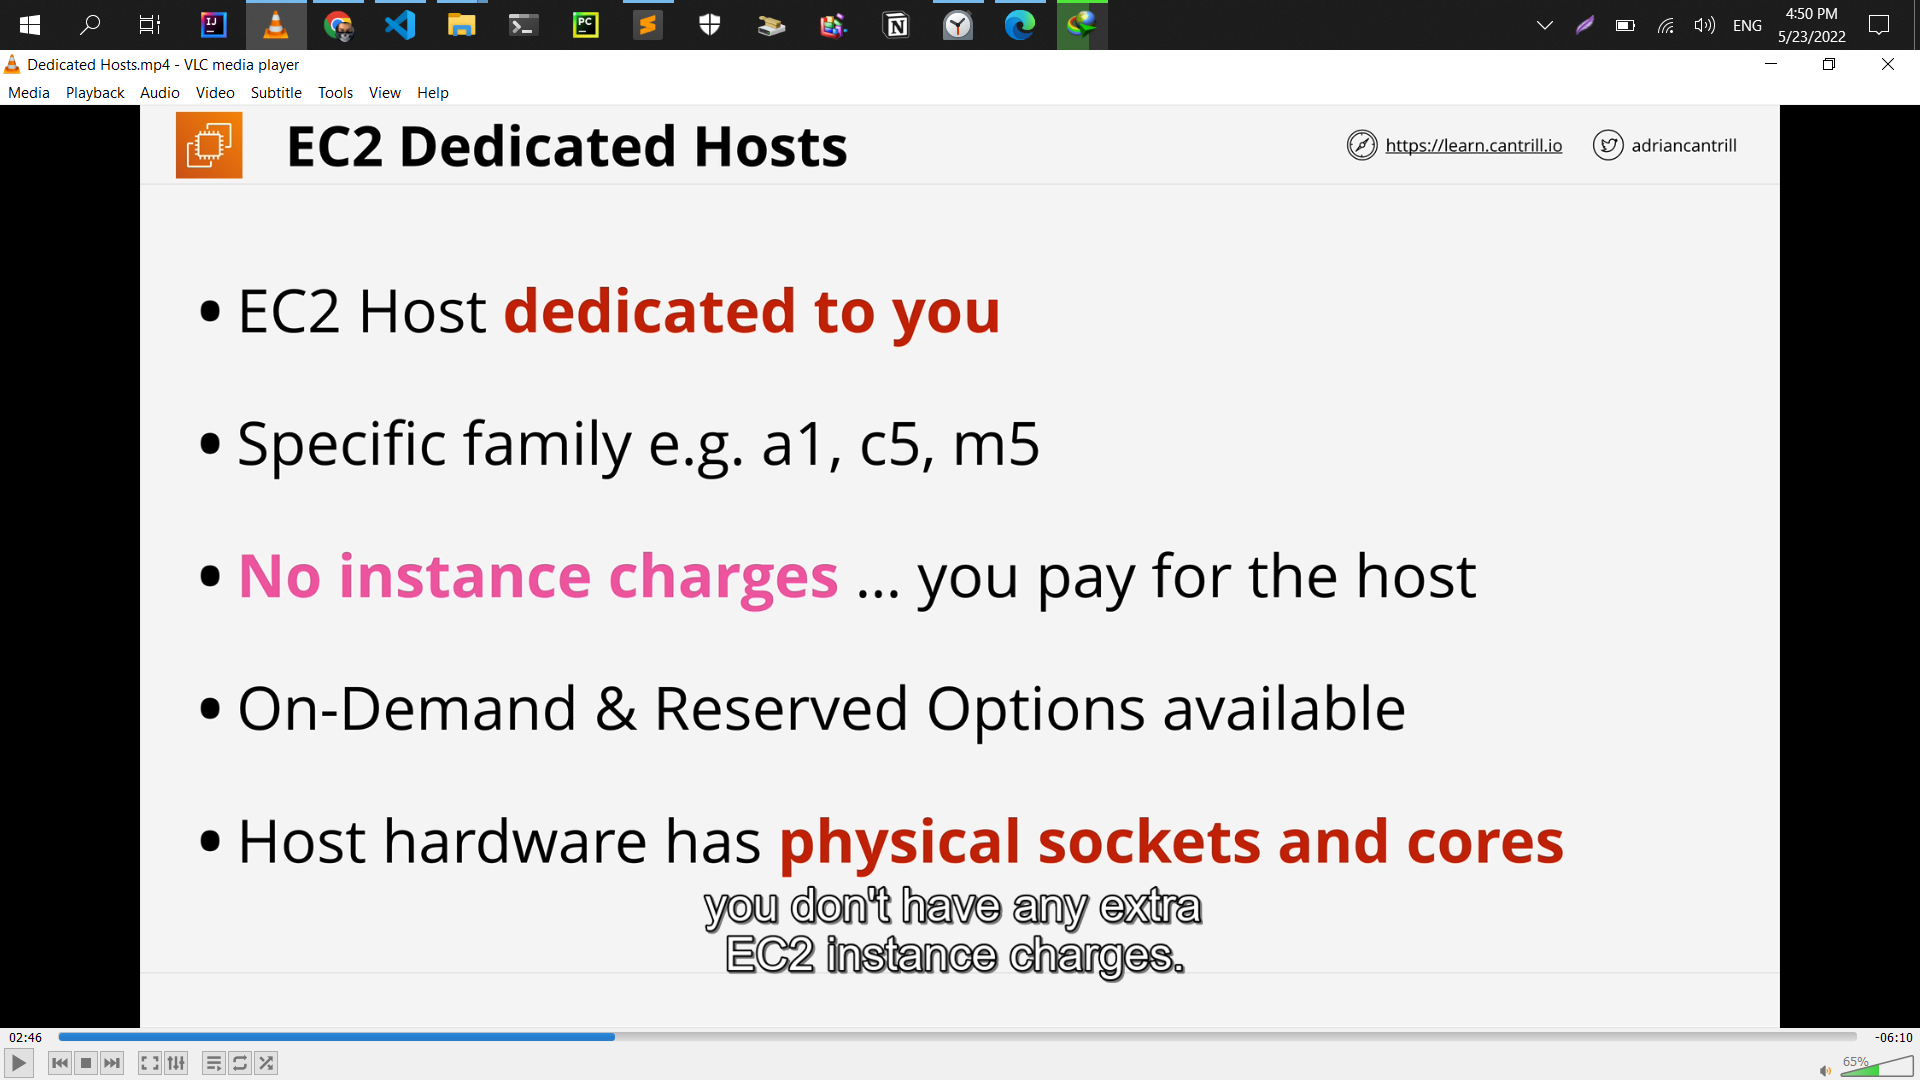 IJ
PC
ENG
4:50 PM
5/23/2022
Dedicated Hosts.mp4 - VLC media player
Media Playback Audio Video Subtitle Tools View Help
EC2 Dedicated Hosts
https://learn.cantrill.io
adriancantrill
• EC2 Host dedicated to you
• Specific family e.g. a1, c5, m5
• No instance charges ... you pay for the host
• On-Demand & Reserved Options available
• Host hardware has physical sockets and cores
you don't have any extra
EC2 instance charges.
02:46
-06:10
65%